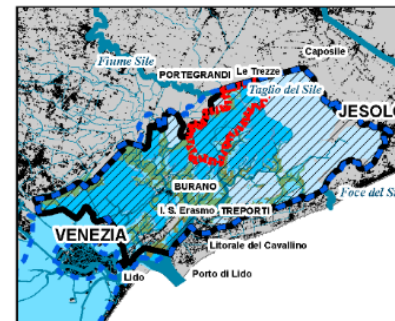 Caposile
Fiume Sile
Le Trezze
PORTEGRANDI
Taglio del Sile
JESOLO
BURANO
Foce del S
I. S. Erasmo
TREPORTI
VENEZIA
Litorale del Cavallino
Lido
Porto di Lido